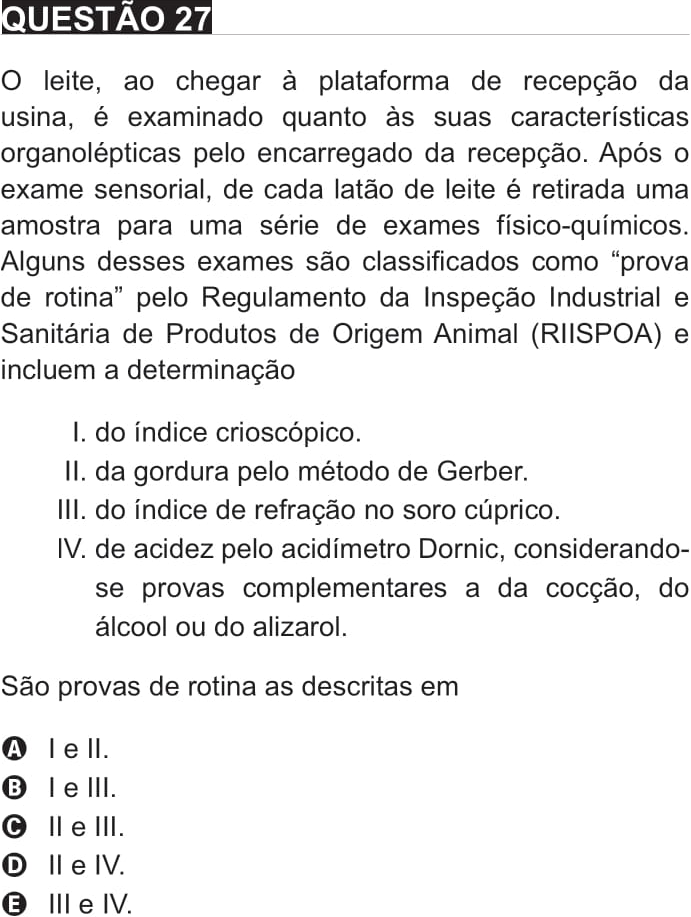 QUESTÃO 27
O leite, ao chegar à plataforma de recepção da
usina, é examinado quanto às suas características
organolépticas pelo encarregado da recepção. Após o
exame sensorial, de cada latão de leite é retirada uma
amostra para uma série de exames físico-químicos.
Alguns desses exames são classificados como “prova
de rotina” pelo Regulamento da Inspeção Industrial e
Sanitária de Produtos de Origem Animal (RIISPOA) e
incluem a determinação
I. do índice crioscópico.
II. da gordura pelo método de Gerber.
III. do índice de refração no soro cúprico.
IV. de acidez pelo acidímetro Dornic, considerando-
se provas complementares a da cocção, do
álcool ou do alizarol.
São provas de rotina as descritas em
A I e II.
B I e III.
C II e III.
D II e IV.
E III e IV.